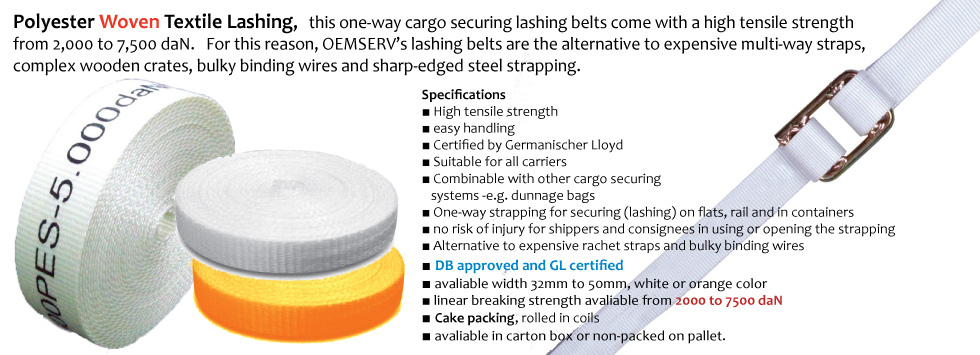 Polyester Woven Textile Lashing, this one-way cargo securing lashing belts come with a high tensile strength
from 2,000 to 7,500 daN. For this reason, OEMSERV's lashing belts are the alternative to expensive multi-way straps,
complex wooden crates, bulky binding wires and sharp-edged steel strapping.
00PES-5.000daN
Specifications
■ High tensile strength
■ easy handling
■ Certified by Germanischer Lloyd
■ Suitable for all carriers
■ Combinable with other cargo securing
systems -e.g. dunnage bags
■ One-way strapping for securing (lashing) on flats, rail and in containers
■ no risk of injury for shippers and consignees in using or opening the strapping
■ Alternative to expensive rachet straps and bulky binding wires
■ DB approved and GL certified
■ avaliable width 32mm to 50mm, white or orange color
■ linear breaking strength avaliable from 2000 to 7500 daN
■ Cake packing, rolled in coils
■ avaliable in carton box or non-packed on pallet.